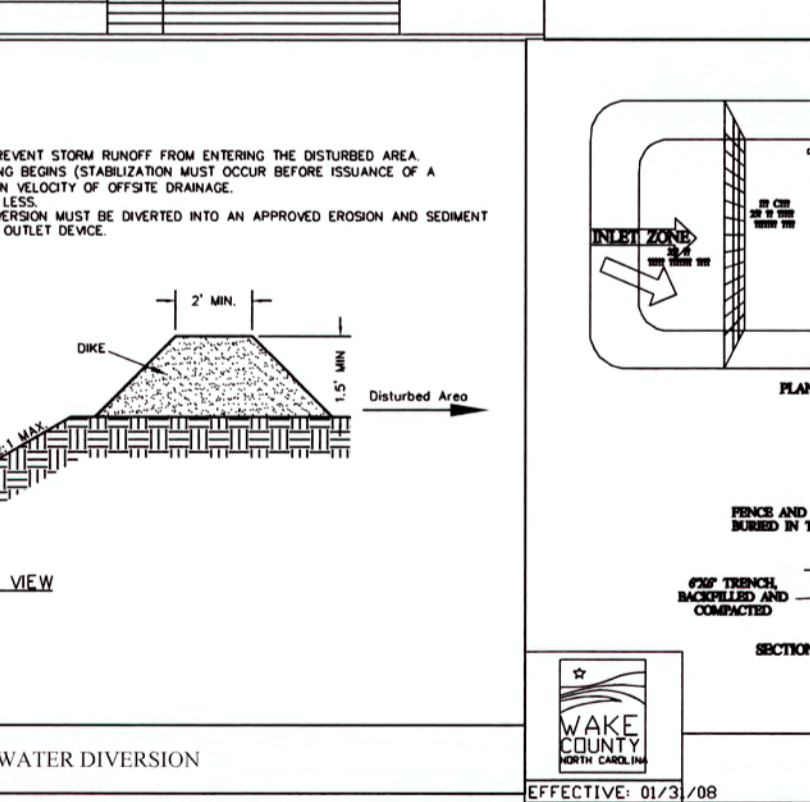 REVENT STORM RUNOFF FROM ENTERING THE DISTURBED AREA.
NG BEGINS (STABILIZATION MUST OCCUR BEFORE ISSUANCE OF A
N VELOCITY OF OFFSITE DRAINAGE.
LESS.
VERSION MUST BE DIVERTED INTO AN APPROVED EROSION AND SEDIMENT
OUTLET DEVICE.
2' MIN.
DIKE
1.5' MIN
Disturbed Area
:1 MAX
VIEW
WATER DIVERSION
INLET ZONE
PLAN
FENCE AND
BURIED IN T
6"X6" TRENCH,
BACKFILLED AND
COMPACTED
SECTION
WAKE
COUNTY
NORTH CAROLINA
EFFECTIVE: 01/31/08